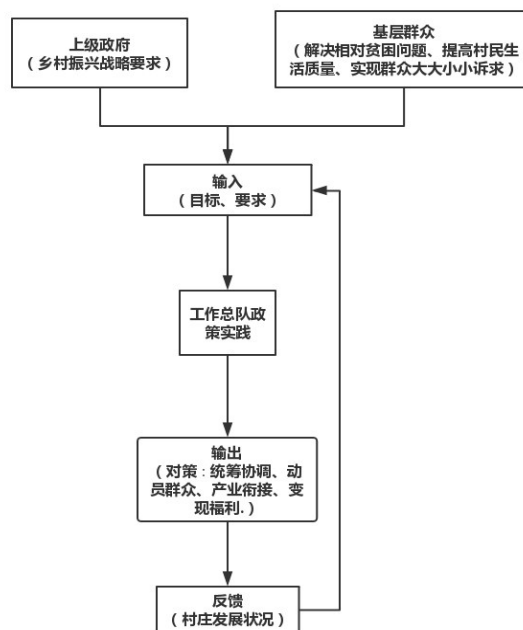 上级政府
（乡村振兴战略要求）
基层群众
（解决相对贫困问题、提高村民生
活质量、实现群众大大小小诉求）
输入
（目标、要求）
工作总队政
策实践
输出
（对策：统筹协调、动
员群众、产业衔接、变
现福利.）
反馈
（村庄发展状况）